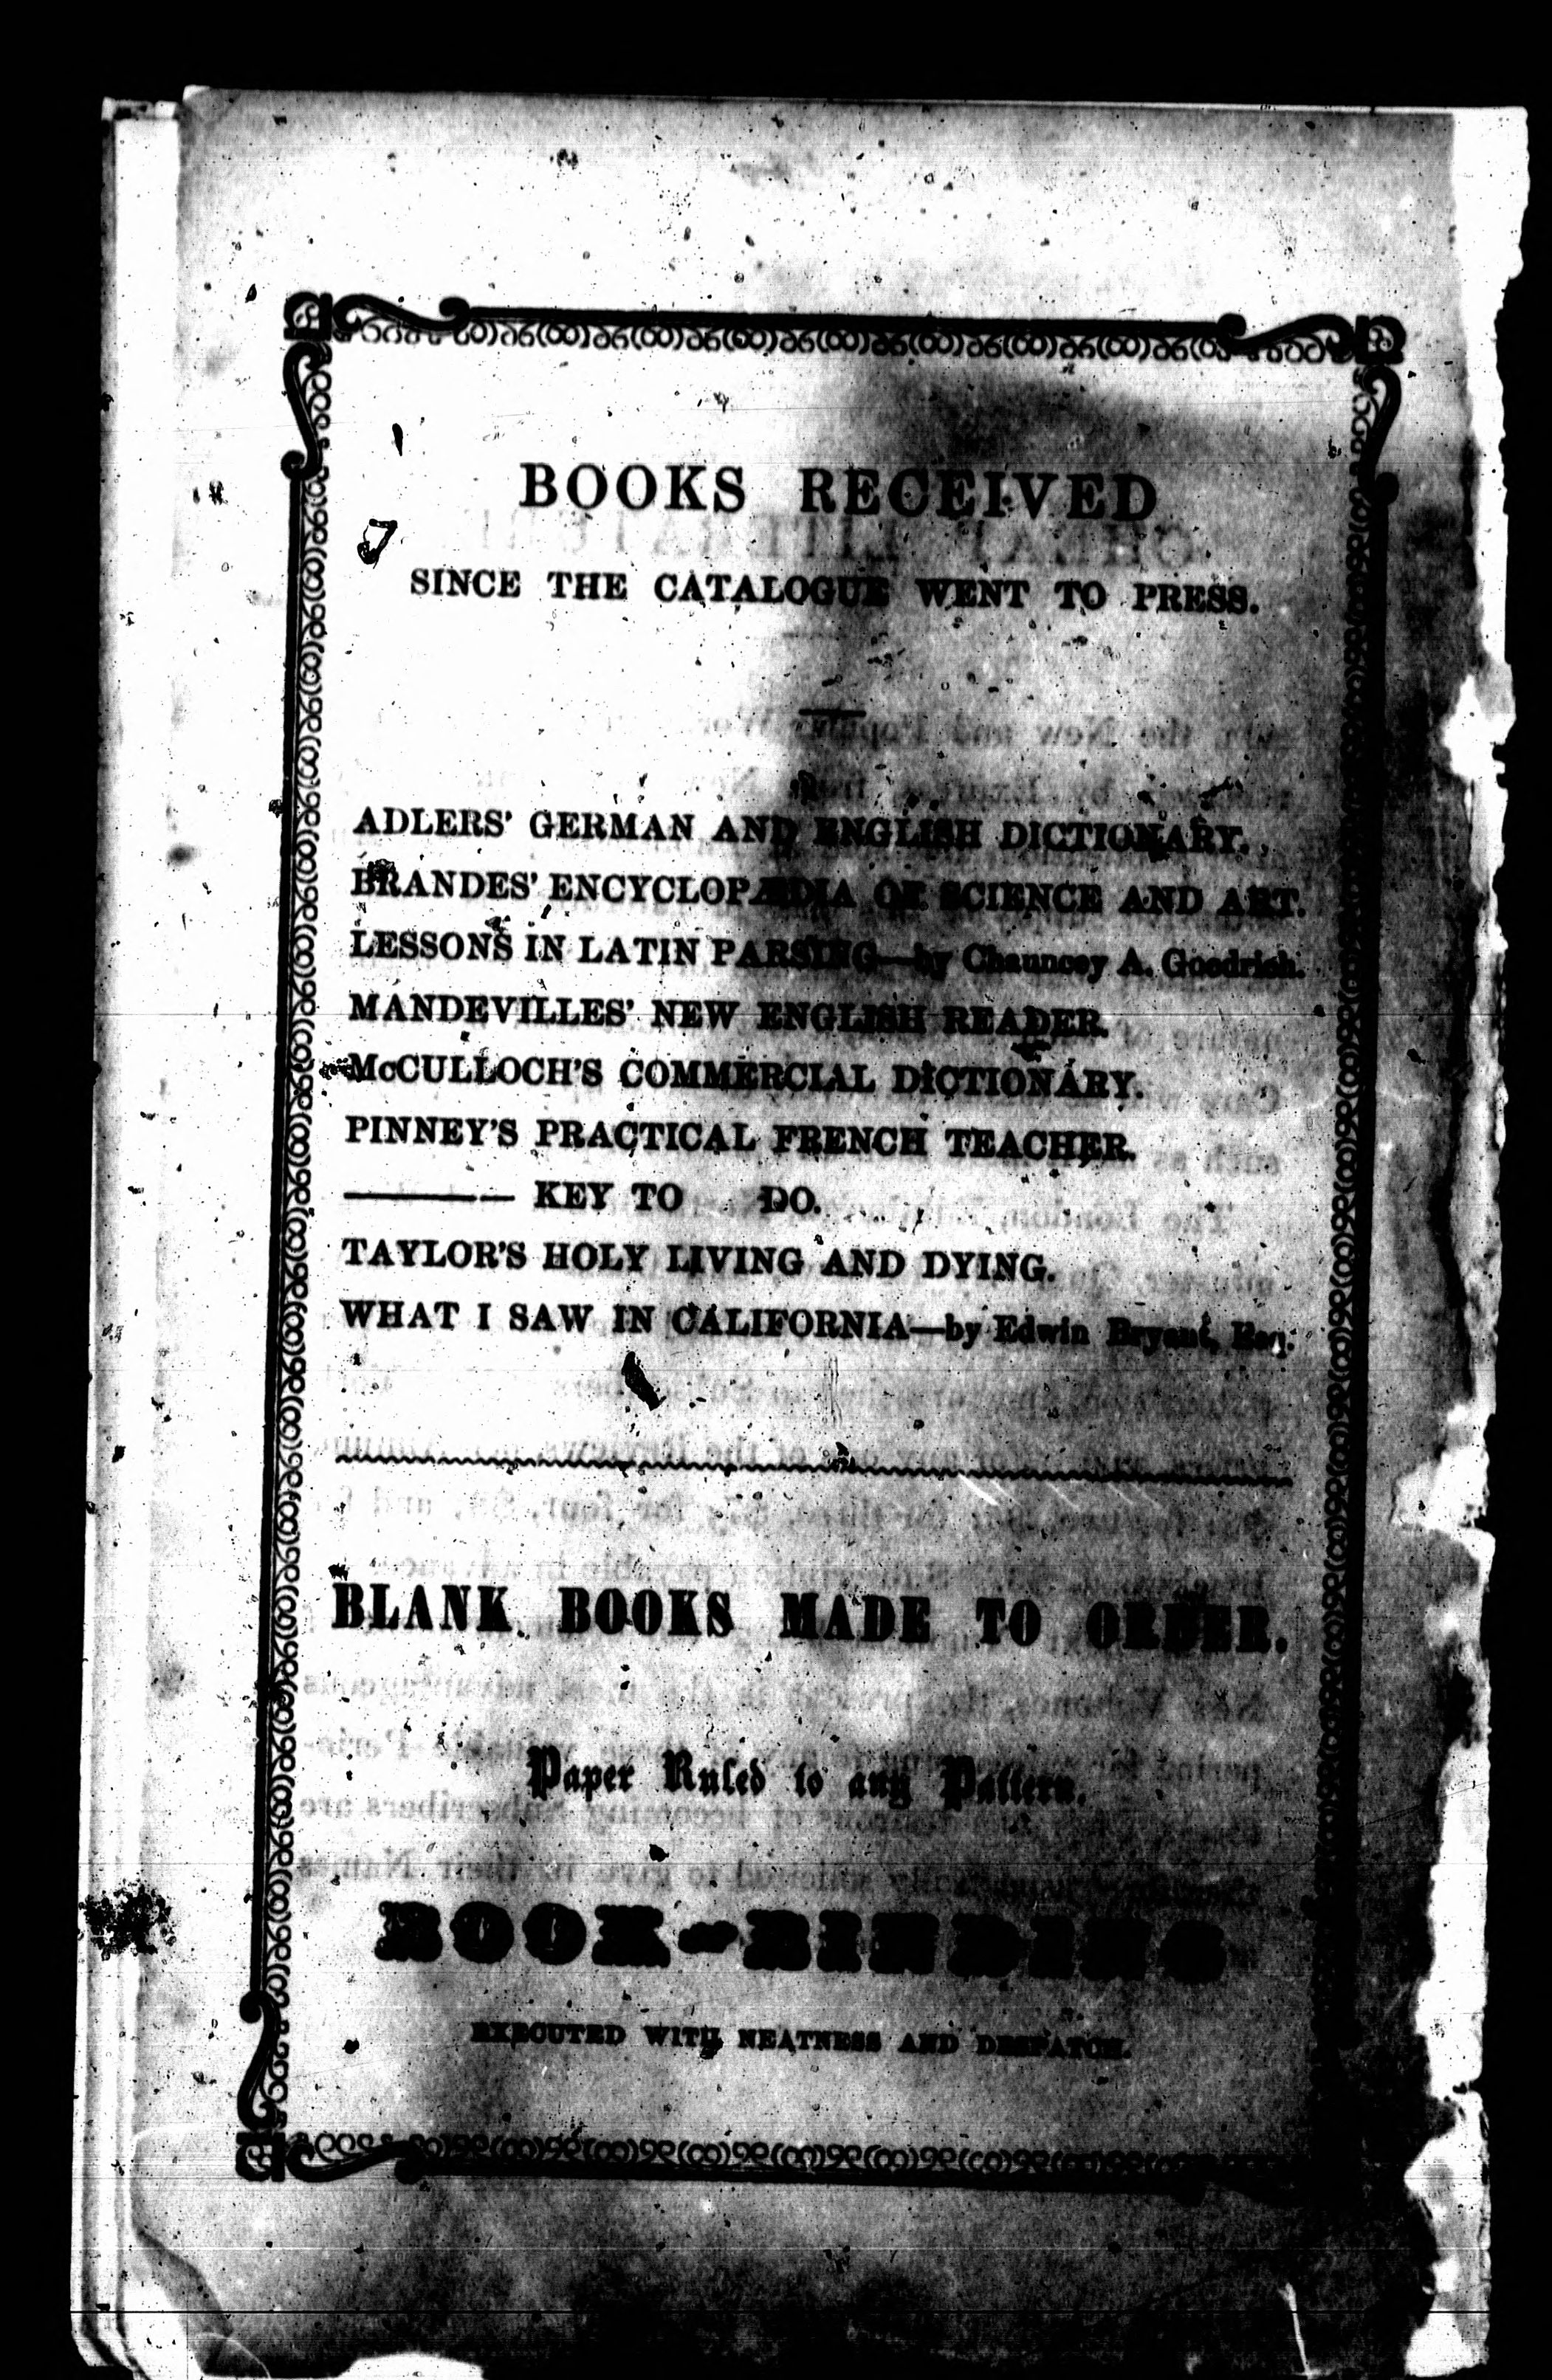 BOOKS RECEIVED
SINCE THE CATALOGUE WENT TO PRESS.
ADLERS' GERMAN AND ENGLISH DICTIONARY.
BRANDES' ENCYCLOPÆDIA OF SCIENCE AND ART.
LESSONS IN LATIN PARSING—by Chauncey A. Goodrich.
MANDEVILLES' NEW ENGLISH READER.
McCULLOCH'S COMMERCIAL DICTIONARY.
PINNEY'S PRACTICAL FRENCH TEACHER.
——— KEY TO DO.
TAYLOR'S HOLY LIVING AND DYING.
WHAT I SAW IN CALIFORNIA—by Edwin Bryant, Esq.
BLANK BOOKS MADE TO ORDER.
Paper Ruled to any Pattern.
BOOK-BINDING
EXECUTED WITH NEATNESS AND DESPATCH.